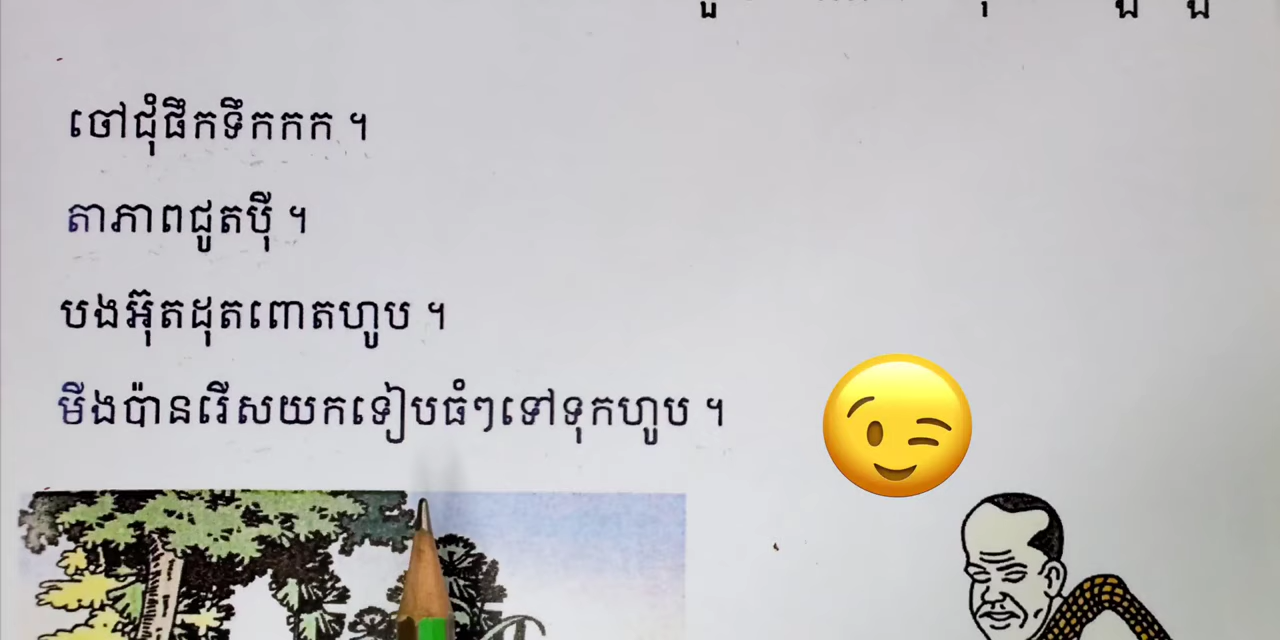 ចៅជុំផឹកទឹកកក ។
តាភាពជូតប៉ី ។
បងអ៊ុតដុតពោតហូប ។
មីងប៉ានរើសយកទៀបធំៗទៅទុកហូប ។